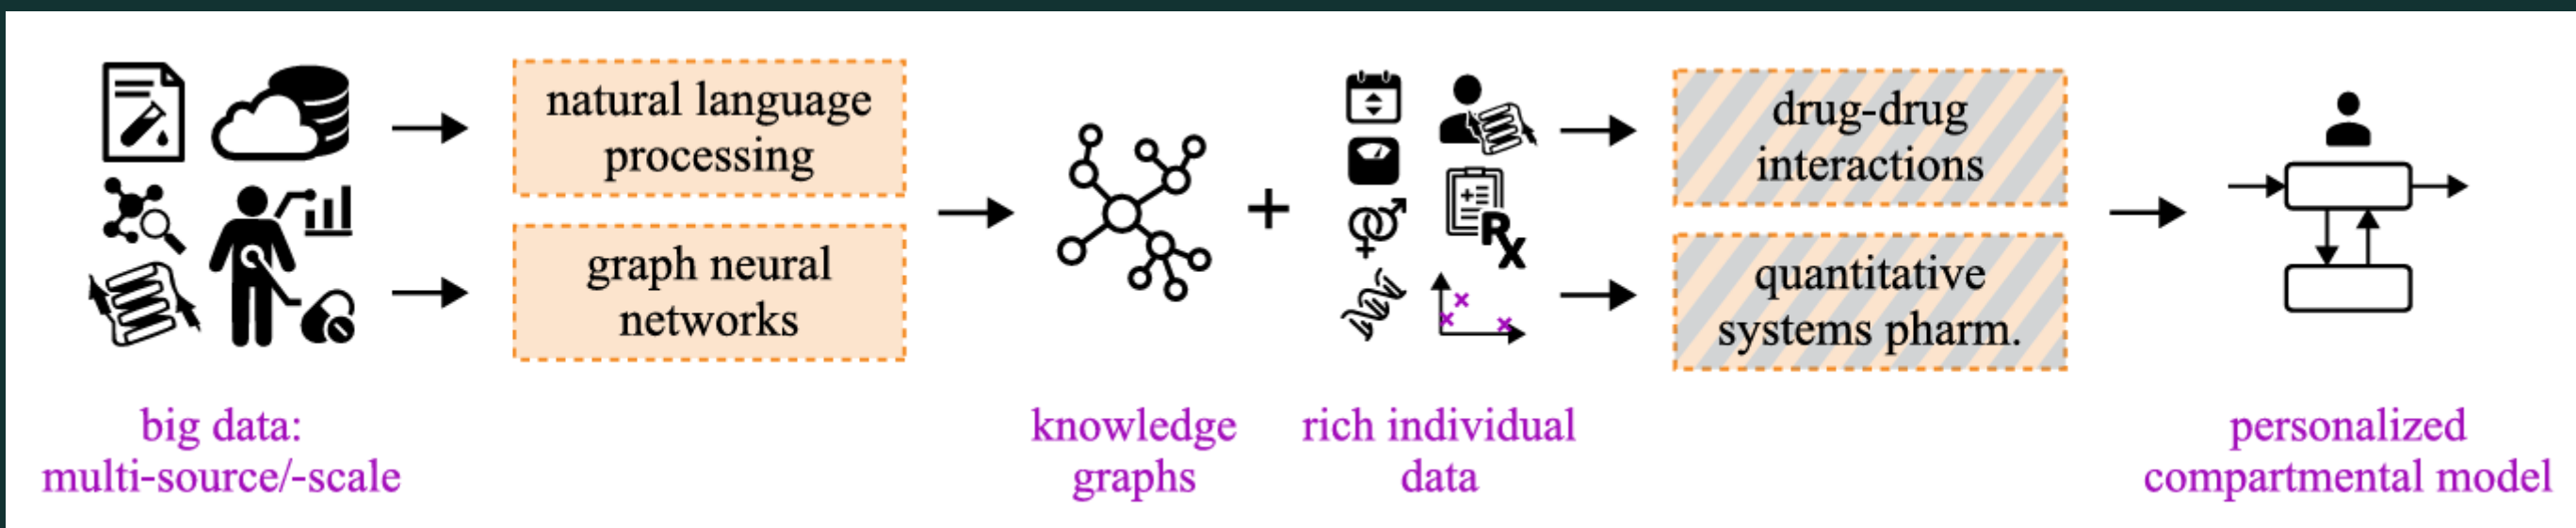 natural language
processing
graph neural
networks
Rx
drug-drug
interactions
quantitative
systems pharm.
big data:
multi-source/-scale
knowledge
graphs
rich individual
data
personalized
compartmental model